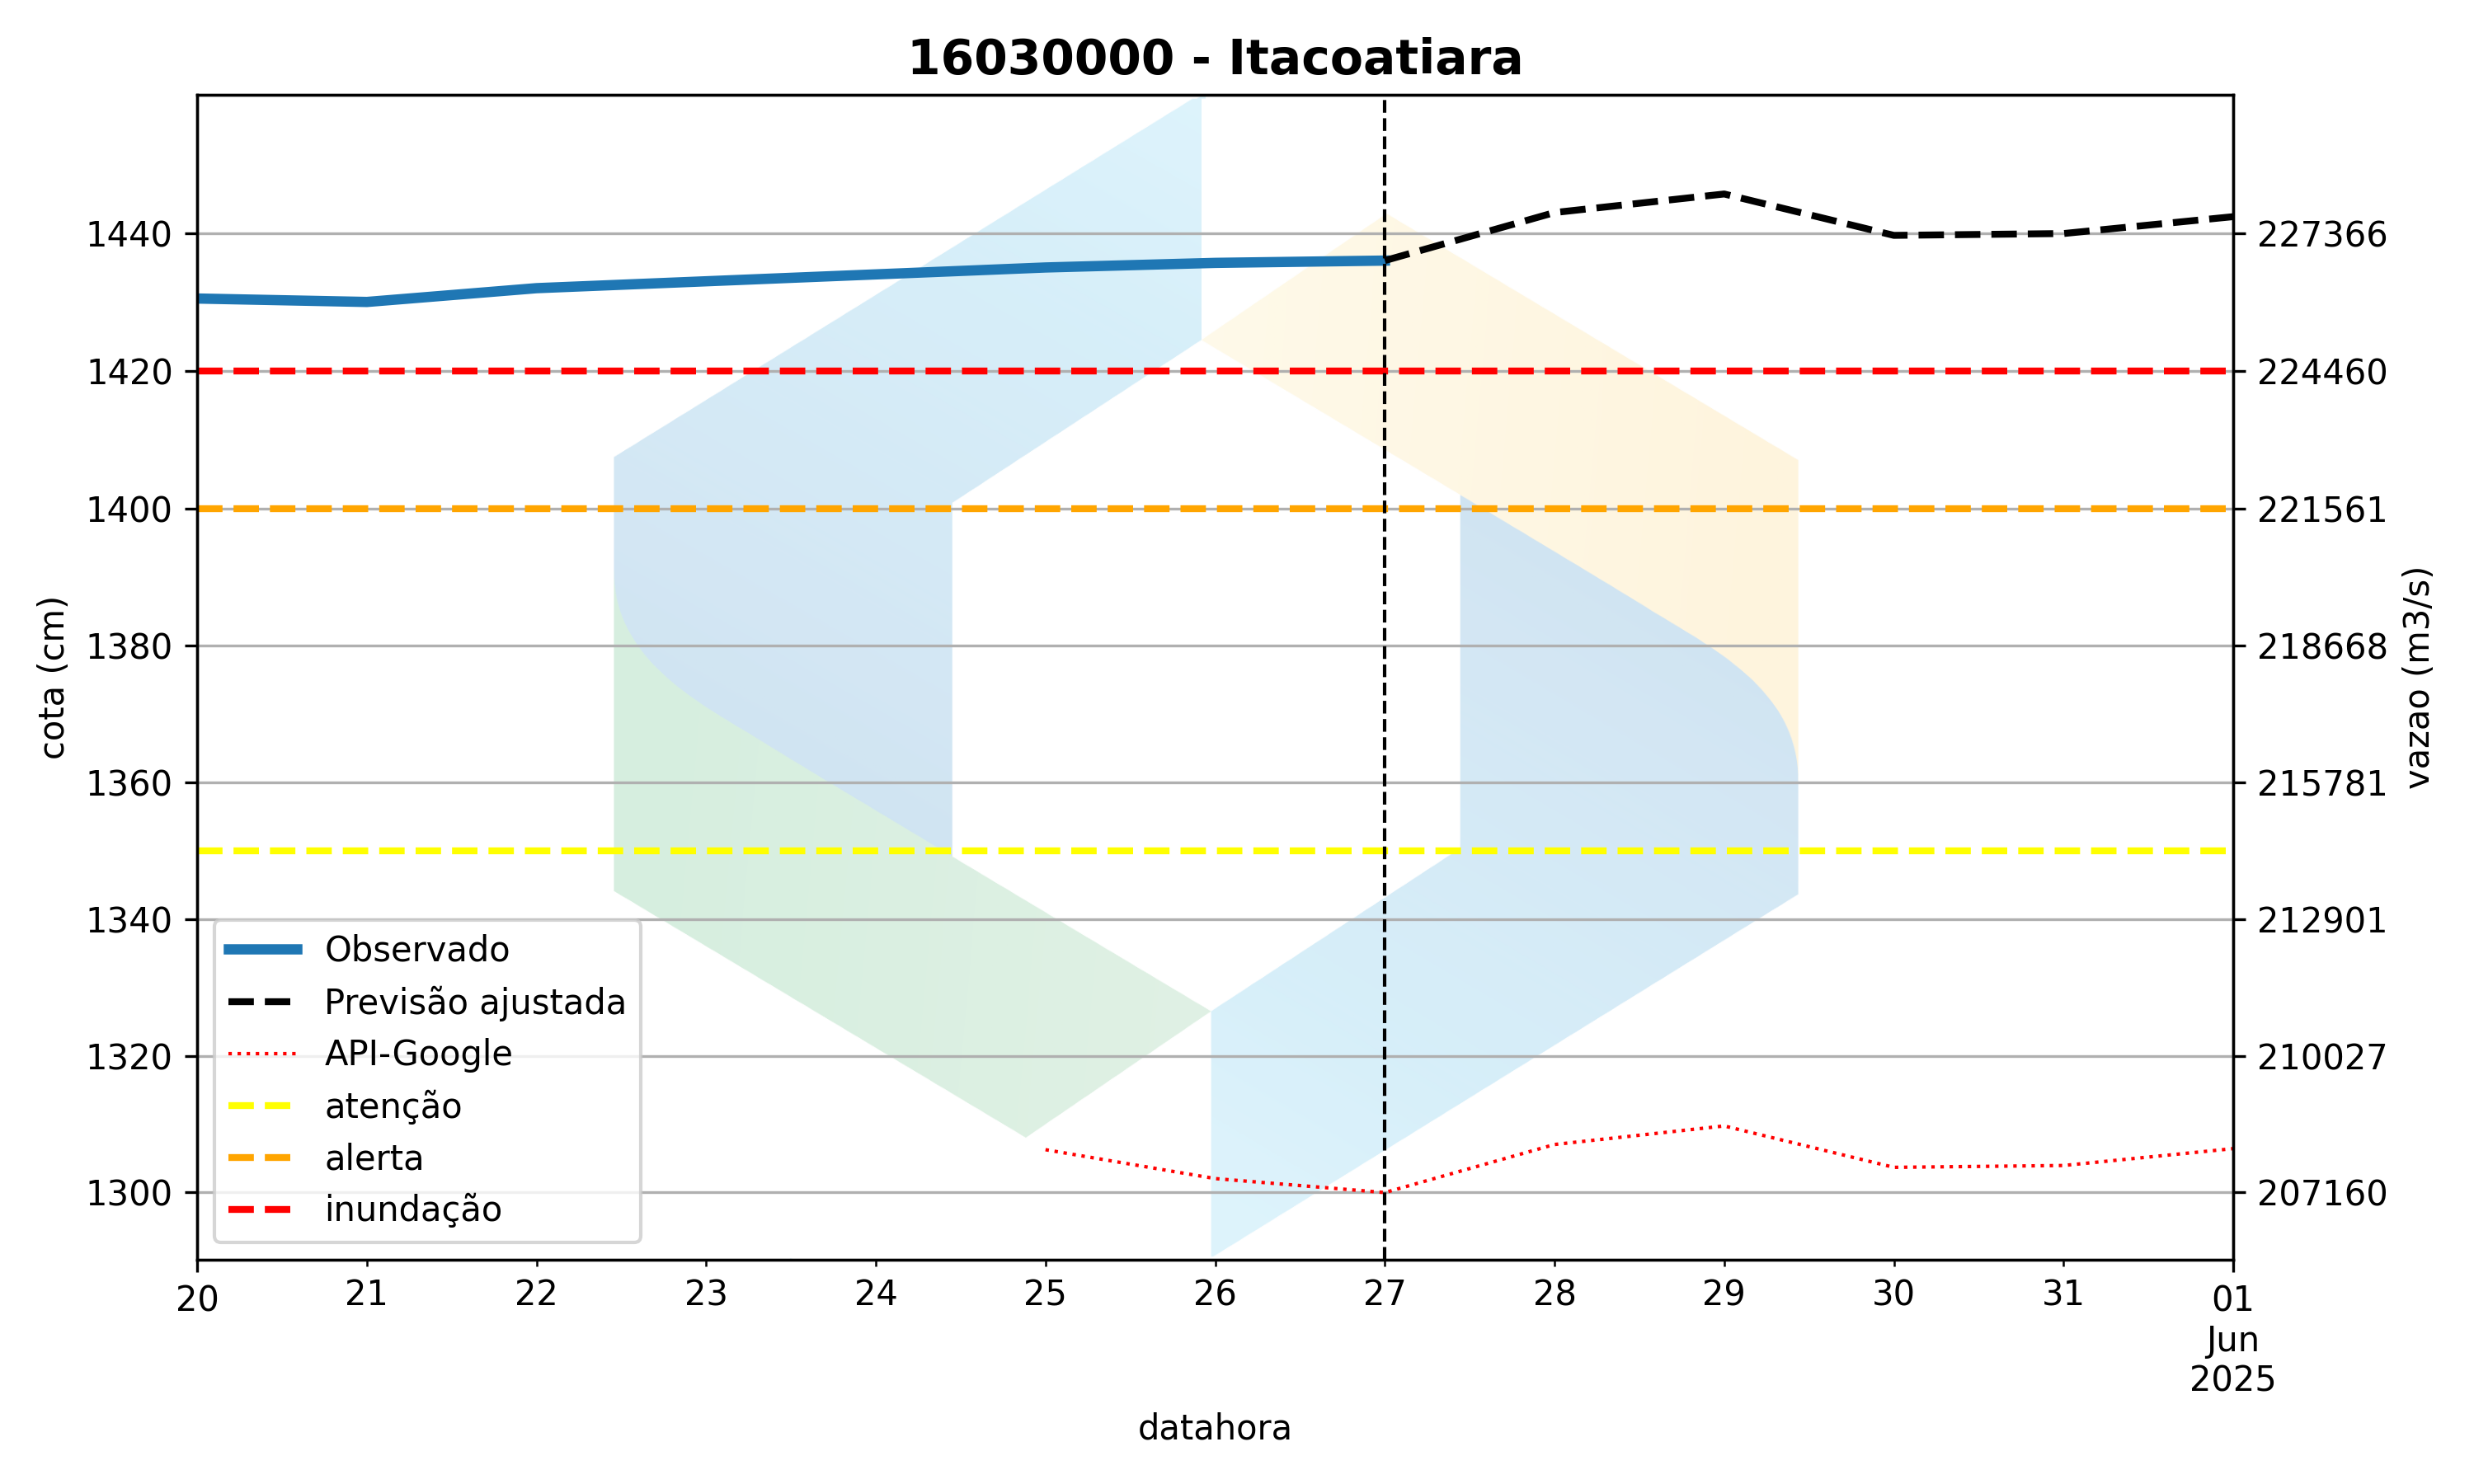 16030000 - Itacoatiara
1440
1420
1400
1380
1360
1340
1320
1300
cota (cm)
227366
224460
221561
218668
215781
212901
210027
207160
vazao (m3/s)
Observado
Previsão ajustada
API-Google
atenção
alerta
inundação
20 21 22 23 24 25 26 27 28 29 30 31 01
Jun
2025
datahora